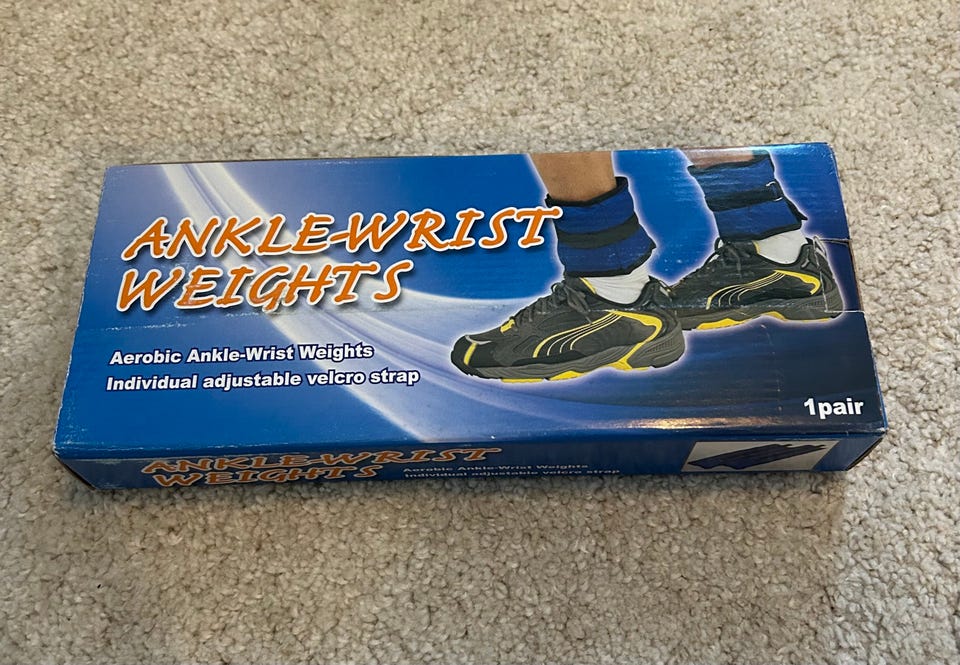 ANKLE-WRIST
WEIGHTS
Aerobic Ankle-Wrist Weights
Individual adjustable velcro strap
1pair
ANKLE-WRIST
WEIGHTS
Aerobic Ankle-Wrist Weights
Individual adjustable velcro strap